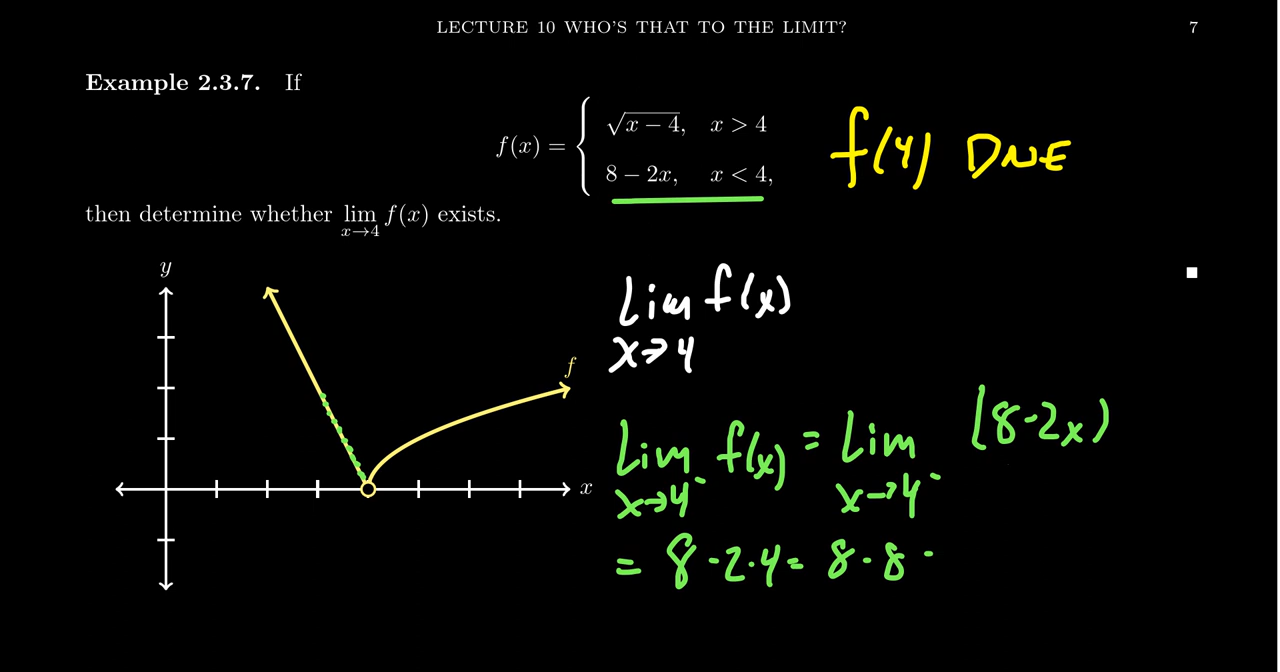 LECTURE 10 WHO'S THAT TO THE LIMIT? 7
Example 2.3.7. If
f(x) = { √(x − 4), x > 4
8 − 2x, x < 4,
f(4) DNE
then determine whether lim x→4 f(x) exists.
y
f
x
lim f(x)
x→4
lim f(x) = lim (8-2x)
x→4⁻ x→4⁻
= 8 - 2·4 = 8 - 8 -